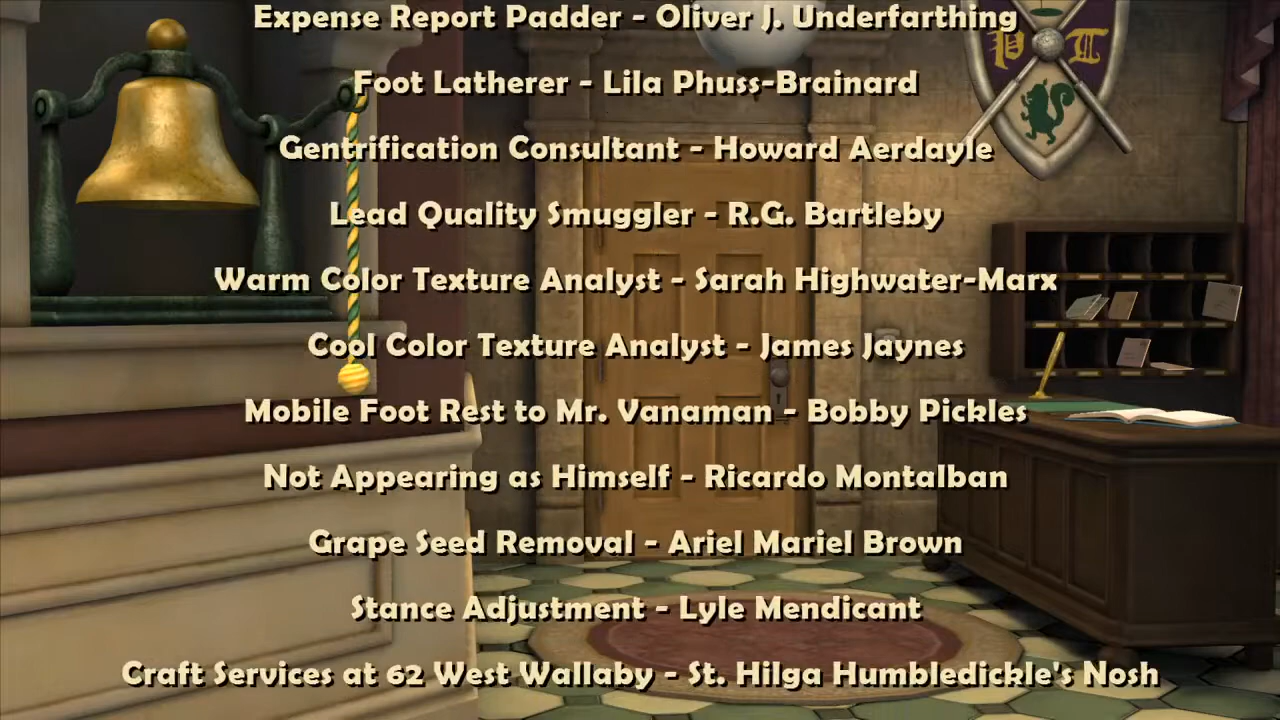 Expense Report Padder - Oliver J. Underfarthing
P T
Foot Latherer - Lila Phuss-Brainard
Gentrification Consultant - Howard Aerdayle
Lead Quality Smuggler - R.G. Bartleby
Warm Color Texture Analyst - Sarah Highwater-Marx
Cool Color Texture Analyst - James Jaynes
Mobile Foot Rest to Mr. Vanaman - Bobby Pickles
Not Appearing as Himself - Ricardo Montalban
Grape Seed Removal - Ariel Mariel Brown
Stance Adjustment - Lyle Mendicant
Craft Services at 62 West Wallaby - St. Hilga Humbledickle's Nosh